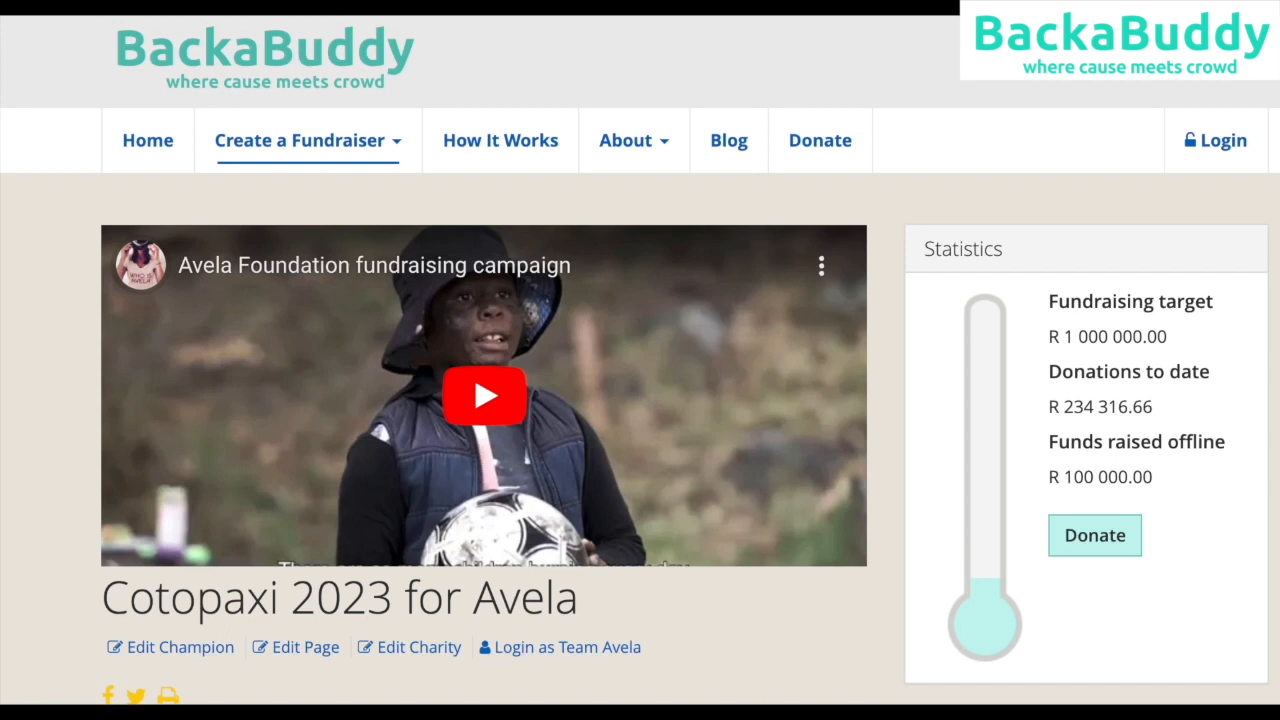 BackaBuddy
where cause meets crowd
BackaBuddy
where cause meets crowd
Home
Create a Fundraiser
How It Works
About
Blog
Donate
Login
WHO IS AVELA?
Avela Foundation fundraising campaign
Cotopaxi 2023 for Avela
Edit Champion
Edit Page
Edit Charity
Login as Team Avela
Statistics
Fundraising target
R 1 000 000.00
Donations to date
R 234 316.66
Funds raised offline
R 100 000.00
Donate